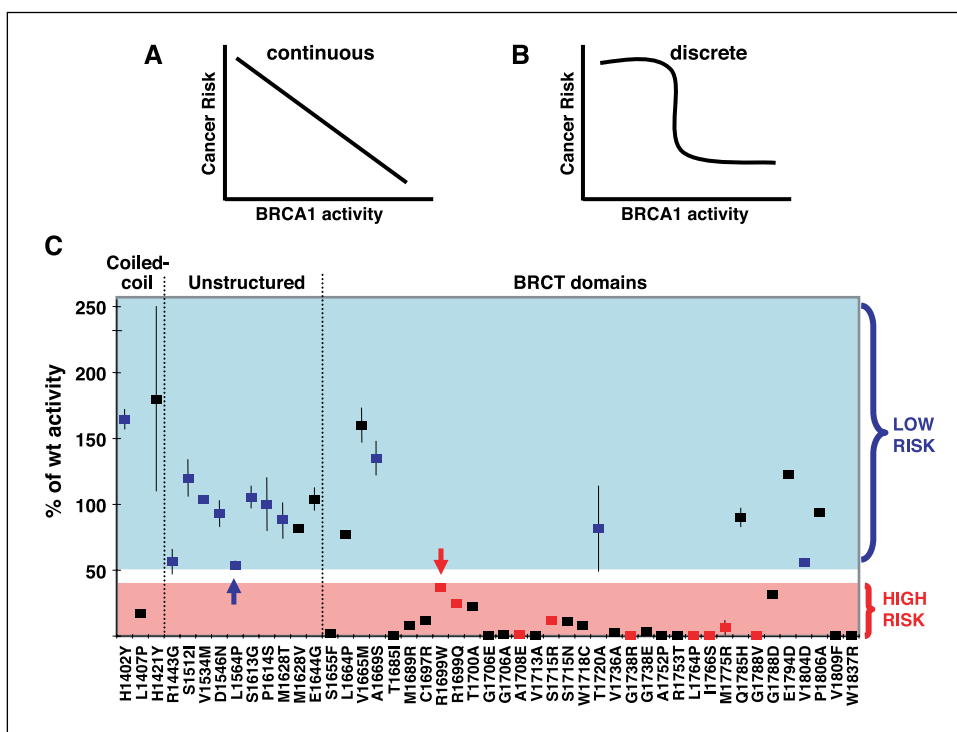 A
continuous
Cancer Risk
BRCA1 activity
B
discrete
Cancer Risk
BRCA1 activity
C
Coiled-
coil
Unstructured
BRCT domains
% of wt activity
250
200
150
100
50
LOW
RISK
HIGH
RISK
H1402Y
L1407P
H1421Y
R1443G
S1512I
V1534M
D1546N
L1564P
S1613G
P1614S
M1628T
M1628V
E1644G
S1655F
L1664P
V1665M
A1669S
T1685I
M1689R
C1697R
R1699W
R1699Q
T1700A
G1706E
G1706A
A1708E
V1713A
S1715R
S1715N
W1718C
T1720A
V1736A
G1738R
G1738E
A1752P
R1753T
L1764P
I1766S
M1775R
Q1785H
G1788V
G1788D
E1794D
V1804D
P1806A
V1809F
W1837R